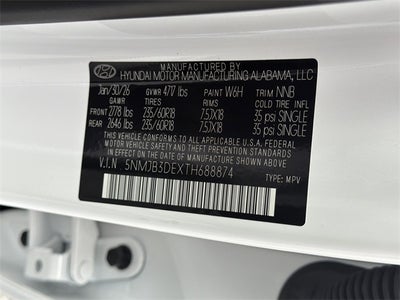 MANUFACTURED BY
HYUNDAI MOTOR MANUFACTURING ALABAMA, LLC
Jan/30/26 GVWR 4717 lbs PAINT W6H TRIM NNB
GAWR TIRES RIMS COLD TIRE INF.
FRONT 2778 lbs 235/60R18 7.5JX18 35 psi SINGLE
REAR 2646 lbs 235/60R18 7.5JX18 35 psi SINGLE
THIS VEHICLE CONFORMS TO ALL APPLICABLE U.S. FEDERAL
MOTOR VEHICLE SAFETY AND THEFT PREVENTION STANDARDS
IN EFFECT ON THE DATE OF MANUFACTURE SHOWN ABOVE.
V.I.N 5NMJB3DEXTH688874
TYPE: MPV